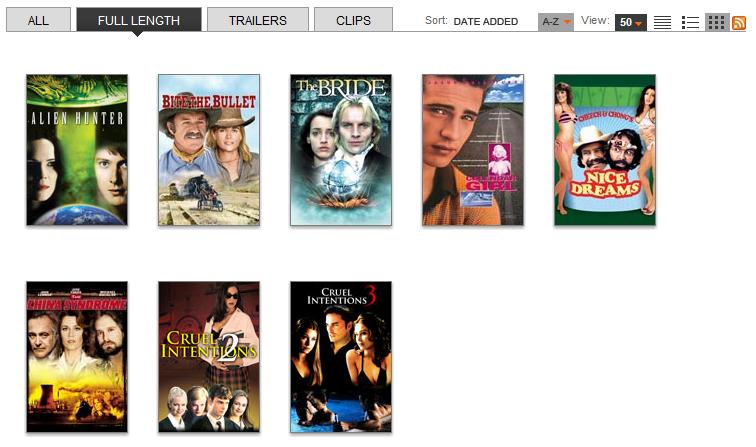 ALL
FULL LENGTH
TRAILERS
CLIPS
Sort: DATE ADDED
A-Z
View: 50
ALIEN HUNTER
BITE THE BULLET
The BRIDE
GIRL
CHEECH & CHONG'S
NICE
DREAMS
The
CHINA SYNDROME
CRUEL
INTENTIONS
2
CRUEL
INTENTIONS 3